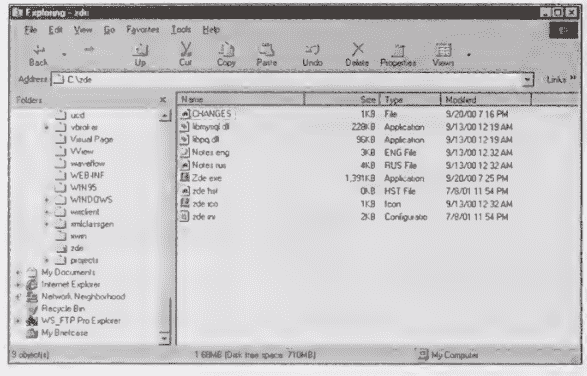 Exploring - zde
File Edit View Go Favorites Tools Help
Back Up Cut Copy Paste Undo Delete Properties Views
Address C:\zde Links »
Folders × Name Size Type Modified
ucd
vbroker
Visual Page
VView
waveflow
WEB-INF
WIN95
WINDOWS
wsclient
xmlclassgen
xwin
zde
projects
My Documents
Internet Explorer
Network Neighborhood
Recycle Bin
WS_FTP Pro Explorer
My Briefcase
CHANGES 1KB File 9/20/00 7:16 PM
libmysql.dll 228KB Application 9/13/00 12:19 AM
libpq.dll 96KB Application 9/13/00 12:19 AM
Notes.eng 3KB ENG File 9/13/00 12:32 AM
Notes.rus 4KB RUS File 9/13/00 12:32 AM
Zde.exe 1,391KB Application 9/20/00 7:25 PM
zde.hst 0KB HST File 7/8/01 11:54 PM
zde.ico 1KB Icon 9/13/00 12:32 AM
2KB Configuratio 7/8/01 11:54 PM
9 object(s) 1.68MB (Disk free space: 710MB) My Computer